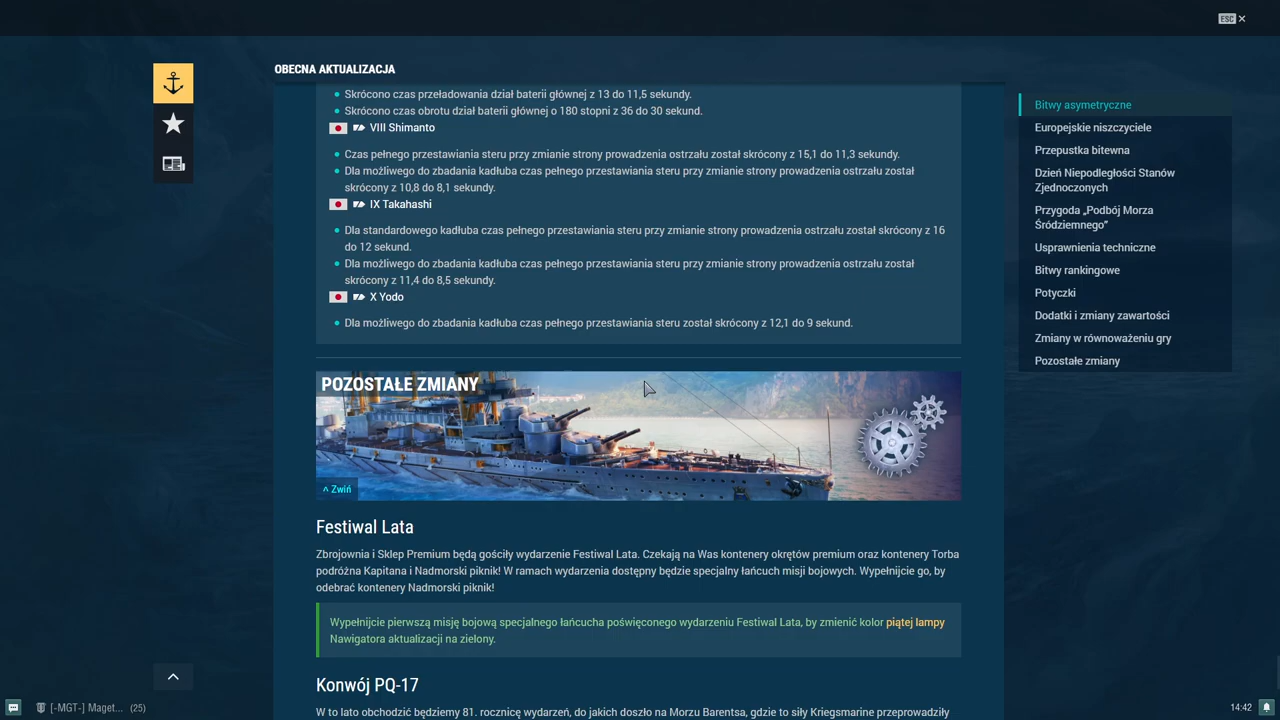 ESC ×
OBECNA AKTUALIZACJA
Skrócono czas przeładowania dział baterii głównej z 13 do 11,5 sekundy.
Skrócono czas obrotu dział baterii głównej o 180 stopni z 36 do 30 sekund.
VIII Shimanto
Czas pełnego przestawiania steru przy zmianie strony prowadzenia ostrzału został skrócony z 15,1 do 11,3 sekundy.
Dla możliwego do zbadania kadłuba czas pełnego przestawiania steru przy zmianie strony prowadzenia ostrzału został
skrócony z 10,8 do 8,1 sekundy.
IX Takahashi
Dla standardowego kadłuba czas pełnego przestawiania steru przy zmianie strony prowadzenia ostrzału został skrócony z 16
do 12 sekund.
Dla możliwego do zbadania kadłuba czas pełnego przestawiania steru przy zmianie strony prowadzenia ostrzału został
skrócony z 11,4 do 8,5 sekundy.
X Yodo
Dla możliwego do zbadania kadłuba czas pełnego przestawiania steru został skrócony z 12,1 do 9 sekund.
POZOSTAŁE ZMIANY
^ Zwiń
Festiwal Lata
Zbrojownia i Sklep Premium będą gościły wydarzenie Festiwal Lata. Czekają na Was kontenery okrętów premium oraz kontenery Torba
podróżna Kapitana i Nadmorski piknik! W ramach wydarzenia dostępny będzie specjalny łańcuch misji bojowych. Wypełnijcie go, by
odebrać kontenery Nadmorski piknik!
Wypełnijcie pierwszą misję bojową specjalnego łańcucha poświęconego wydarzeniu Festiwal Lata, by zmienić kolor piątej lampy
Nawigatora aktualizacji na zielony.
Konwój PQ-17
W to lato obchodzić będziemy 81. rocznicę wydarzeń, do jakich doszło na Morzu Barentsa, gdzie to siły Kriegsmarine przeprowadziły
Bitwy asymetryczne
Europejskie niszczyciele
Przepustka bitewna
Dzień Niepodległości Stanów
Zjednoczonych
Przygoda „Podbój Morza
Śródziemnego”
Usprawnienia techniczne
Bitwy rankingowe
Potyczki
Dodatki i zmiany zawartości
Zmiany w równoważeniu gry
Pozostałe zmiany
[-MGT-] Maget... (25)
14:42